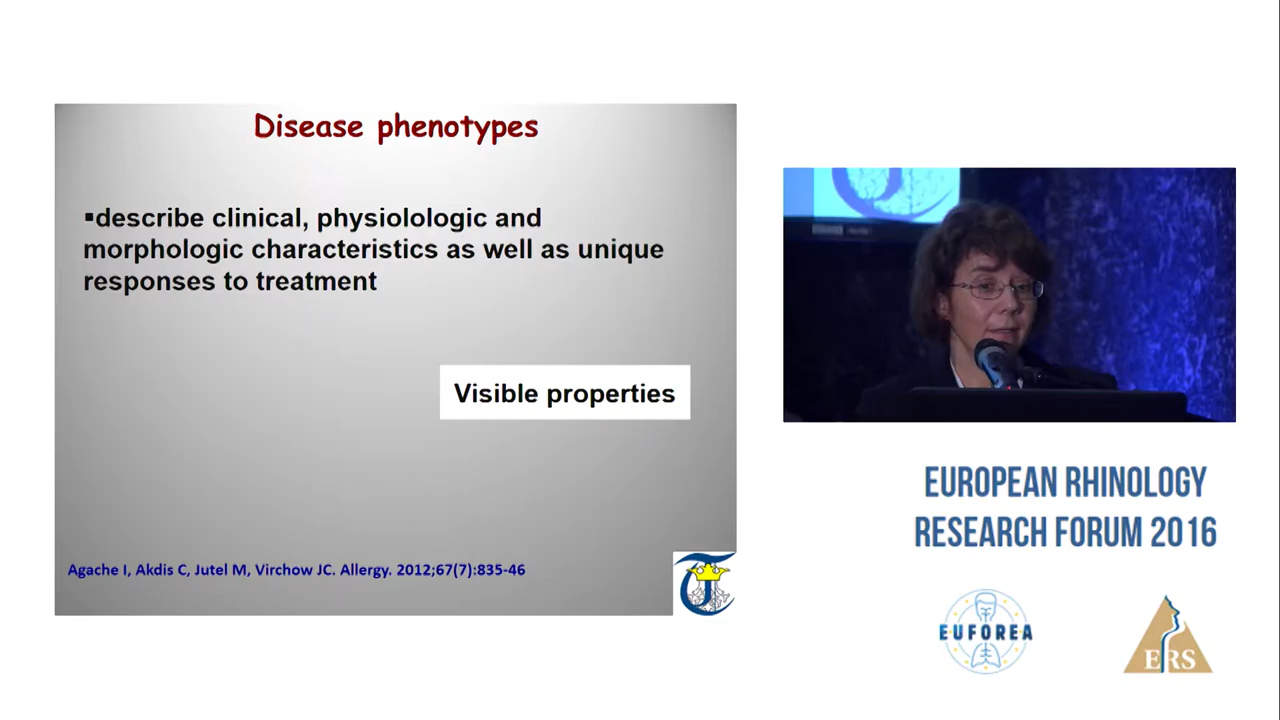 Disease phenotypes
▪describe clinical, physiolologic and
morphologic characteristics as well as unique
responses to treatment
Visible properties
Agache I, Akdis C, Jutel M, Virchow JC. Allergy. 2012;67(7):835-46
EUROPEAN RHINOLOGY
RESEARCH FORUM 2016
EUFOREA
ERS